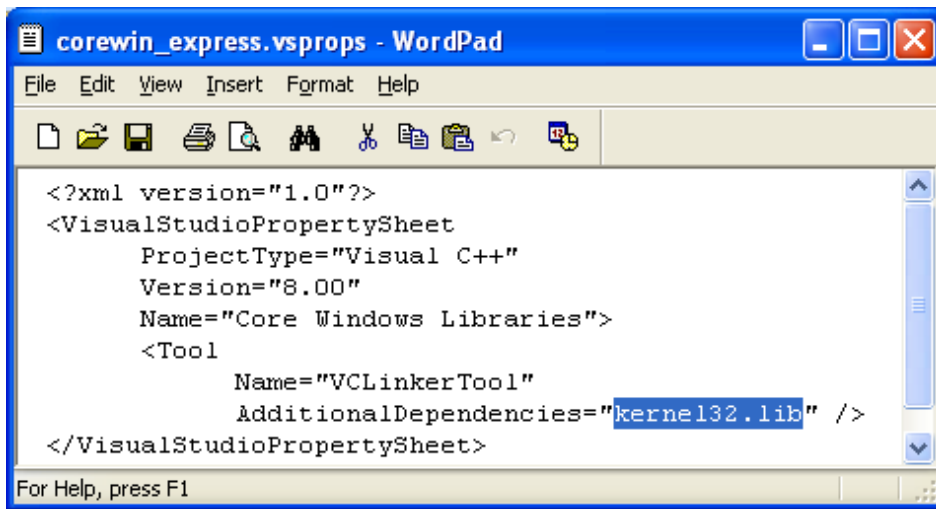 corewin_express.vsprops - WordPad
File Edit View Insert Format Help
<?xml version="1.0"?>
<VisualStudioPropertySheet
ProjectType="Visual C++"
Version="8.00"
Name="Core Windows Libraries">
<Tool
Name="VCLinkerTool"
AdditionalDependencies="kernel32.lib" />
</VisualStudioPropertySheet>
For Help, press F1